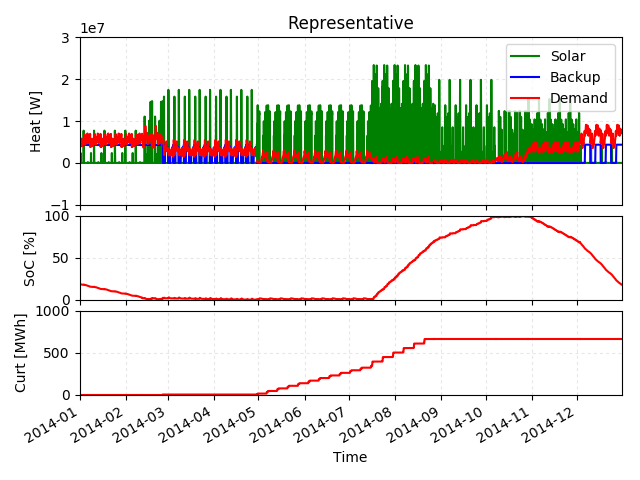 Representative
1e7
3
2
1
0
−1
Heat [W]
Solar
Backup
Demand
100
50
0
SoC [%]
1000
500
0
Curt [MWh]
2014-01
2014-02
2014-03
2014-04
2014-05
2014-06
2014-07
2014-08
2014-09
2014-10
2014-11
2014-12
Time